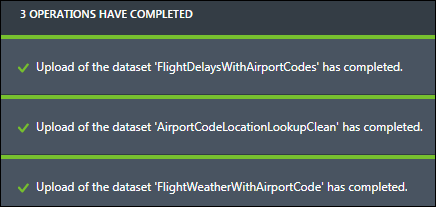 3 OPERATIONS HAVE COMPLETED
Upload of the dataset 'FlightDelaysWithAirportCodes' has completed.
Upload of the dataset 'AirportCodeLocationLookupClean' has completed.
Upload of the dataset 'FlightWeatherWithAirportCode' has completed.